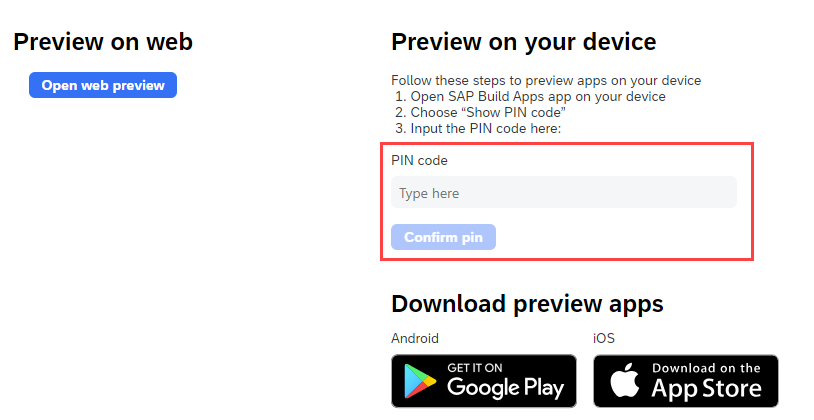 Preview on web
Open web preview
Preview on your device
Follow these steps to preview apps on your device
1. Open SAP Build Apps app on your device
2. Choose “Show PIN code”
3. Input the PIN code here:
PIN code
Type here
Confirm pin
Download preview apps
Android
GET IT ON
Google Play
iOS
Download on the
App Store